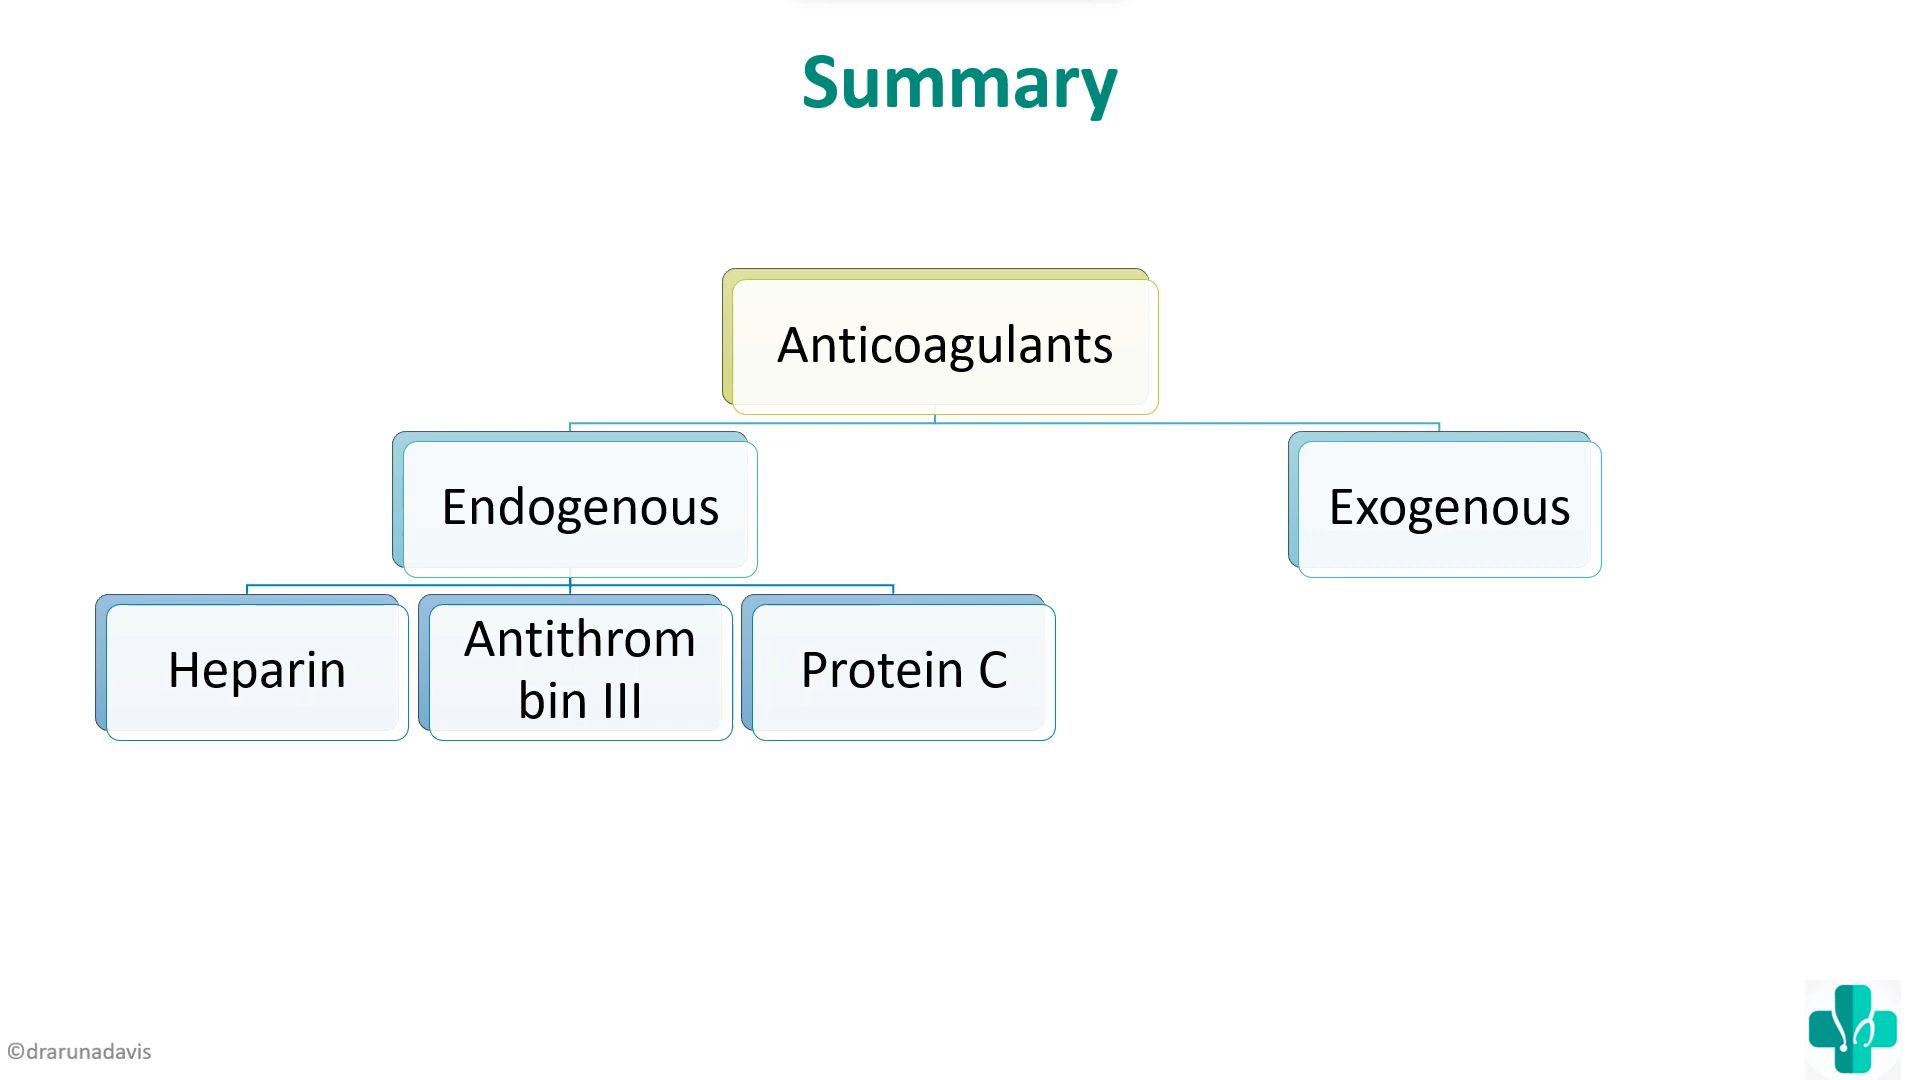 Summary
Anticoagulants
Endogenous
Exogenous
Heparin
Antithrom
bin III
Protein C
©drarunadavis